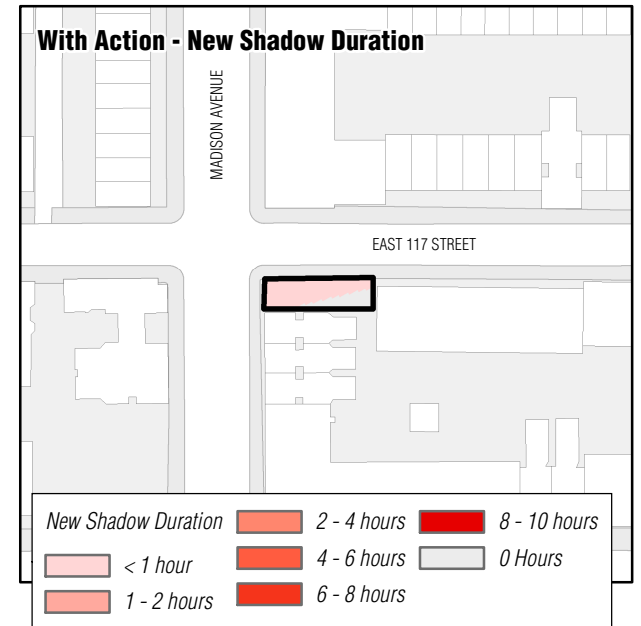 With Action - New Shadow Duration
MADISON AVENUE
EAST 117 STREET
New Shadow Duration
< 1 hour
1 - 2 hours
2 - 4 hours
4 - 6 hours
6 - 8 hours
8 - 10 hours
0 Hours